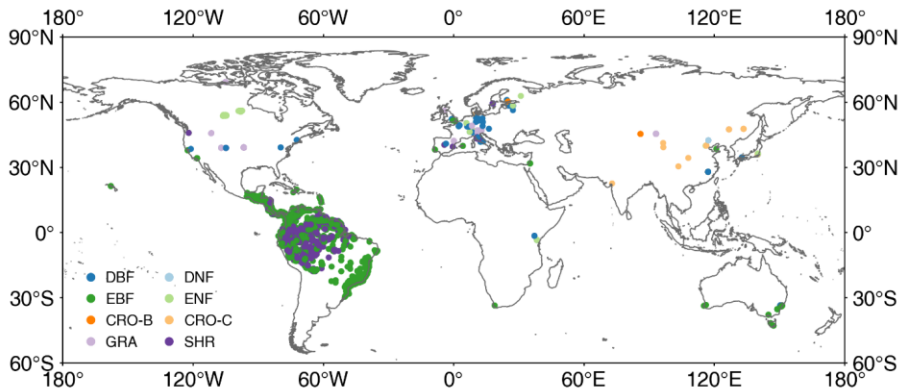 180° 120°W 60°W 0° 60°E 120°E 180°
90°N 90°N
60°N 60°N
30°N 30°N
0° 0°
DBF DNF
30°S EBF ENF 30°S
CRO-B CRO-C
GRA SHR
60°S 60°S
180° 120°W 60°W 0° 60°E 120°E 180°